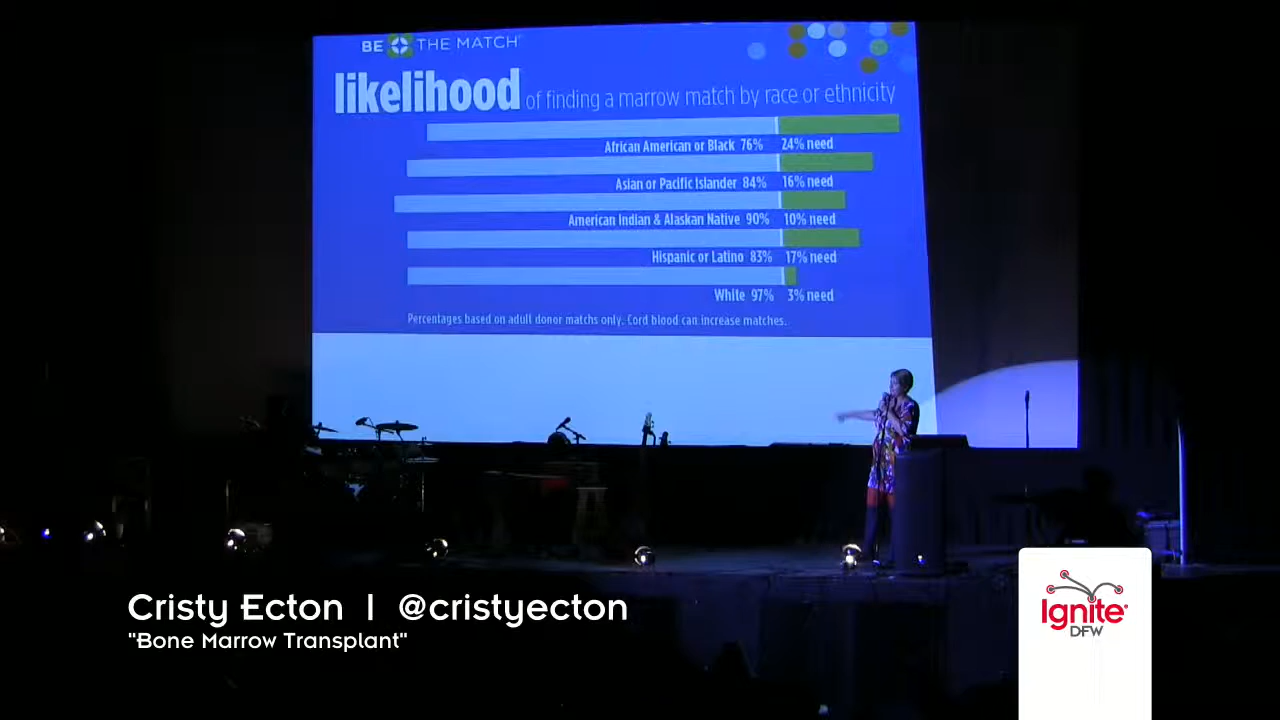 BE THE MATCH®
likelihood of finding a marrow match by race or ethnicity
African American or Black 76% 24% need
Asian or Pacific Islander 84% 16% need
American Indian & Alaskan Native 90% 10% need
Hispanic or Latino 83% 17% need
White 97% 3% need
Percentages based on adult donor matchs only. Cord blood can increase matches.
Cristy Ecton | @cristyecton
"Bone Marrow Transplant"
Ignite®
DFW